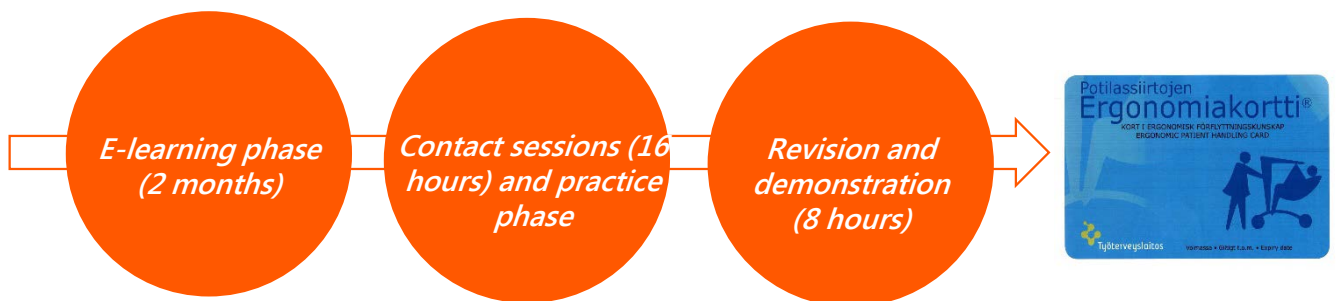 E-learning phase
(2 months)
Contact sessions (16
hours) and practice
phase
Revision and
demonstration
(8 hours)
Potilassiirtojen
Ergonomiakortti®
KORT I ERGONOMISK FÖRFLYTTNINGSKUNSKAP
ERGONOMIC PATIENT HANDLING CARD
Työterveyslaitos
Voimassa • Giltigt t.o.m. • Expiry date